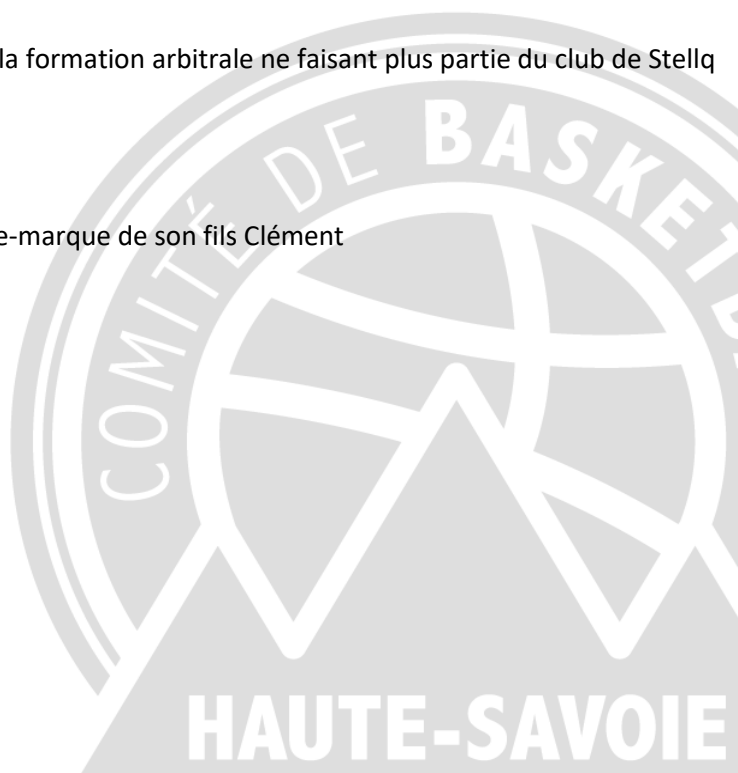 la formation arbitrale ne faisant plus partie du club de Stellq
e-marque de son fils Clément
COMITÉ DE BASKETB
HAUTE-SAVOIE